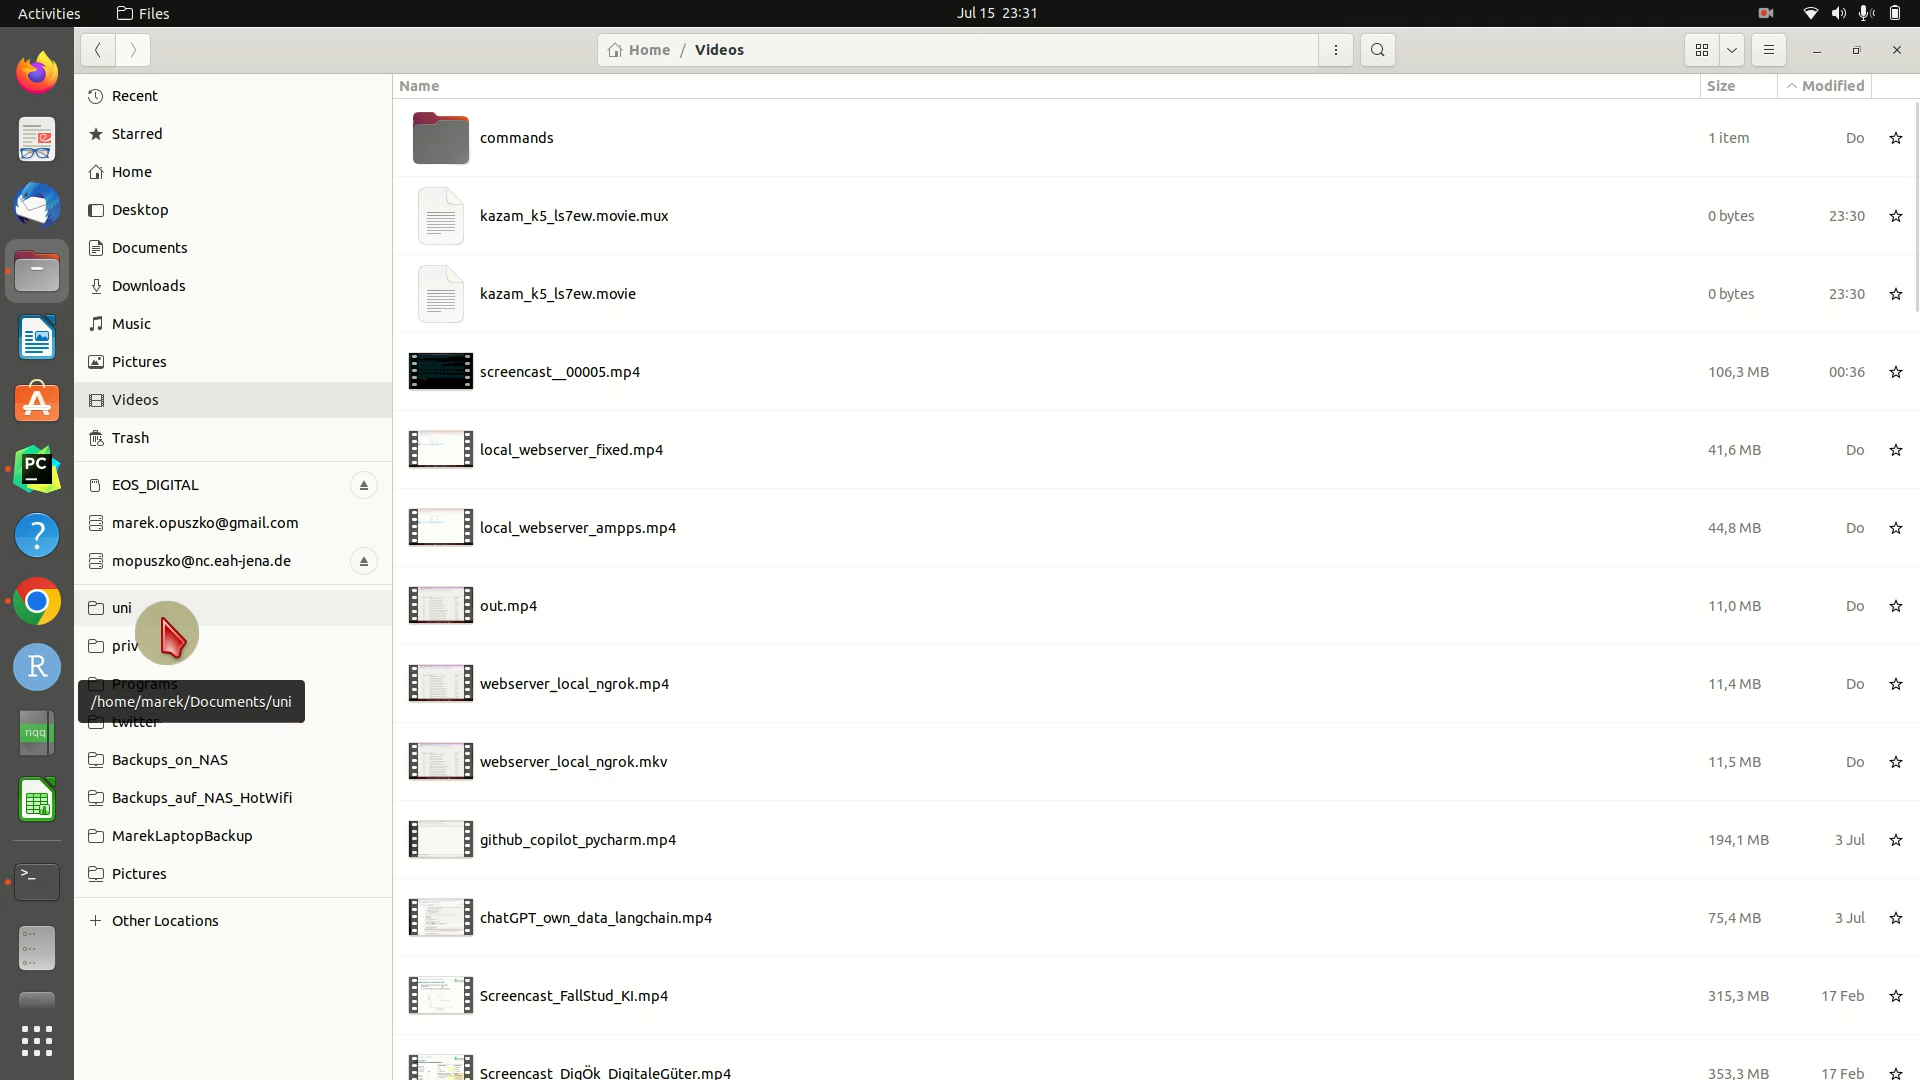 Activities
Files
Jul 15 23:31
Home / Videos
Recent
Starred
Home
Desktop
Documents
Downloads
Music
Pictures
Videos
Trash
EOS_DIGITAL
marek.opuszko@gmail.com
mopuszko@nc.eah-jena.de
uni
priv
Programs
/home/marek/Documents/uni
twitter
Backups_on_NAS
Backups_auf_NAS_HotWifi
MarekLaptopBackup
Pictures
+ Other Locations
Name Size Modified
commands 1 item Do
kazam_k5_ls7ew.movie.mux 0 bytes 23:30
kazam_k5_ls7ew.movie 0 bytes 23:30
screencast__00005.mp4 106,3 MB 00:36
local_webserver_fixed.mp4 41,6 MB Do
local_webserver_ampps.mp4 44,8 MB Do
out.mp4 11,0 MB Do
webserver_local_ngrok.mp4 11,4 MB Do
webserver_local_ngrok.mkv 11,5 MB Do
github_copilot_pycharm.mp4 194,1 MB 3 Jul
chatGPT_own_data_langchain.mp4 75,4 MB 3 Jul
Screencast_FallStud_KI.mp4 315,3 MB 17 Feb
Screencast_DigÖk_DigitaleGüter.mp4 353,3 MB 17 Feb
PC
?
R
nqq
>_